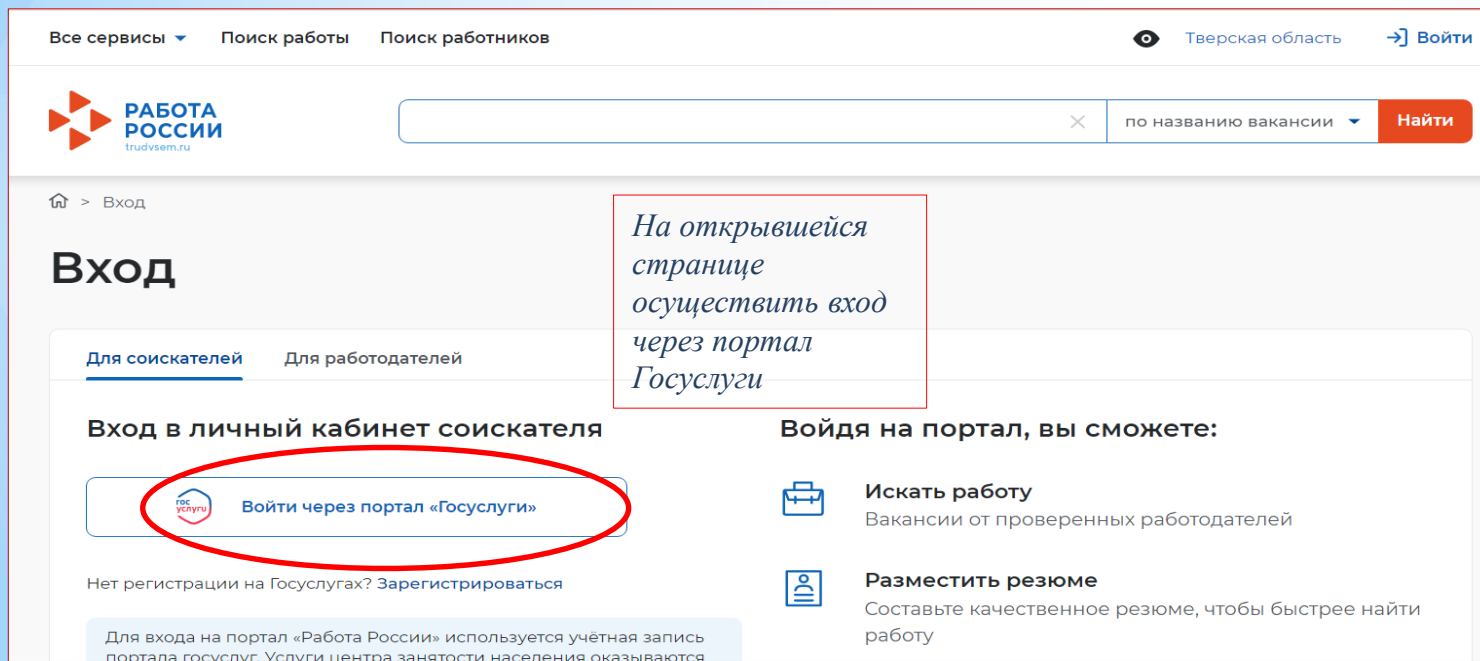 Все сервисы Поиск работы Поиск работников Тверская область Войти
РАБОТА
РОССИИ
trudvsem.ru
по названию вакансии Найти
> Вход
Вход
На открывшейся
странице
осуществить вход
через портал
Госуслуги
Для соискателей Для работодателей
Вход в личный кабинет соискателя
гос
услуги
Войти через портал «Госуслуги»
Нет регистрации на Госуслугах? Зарегистрироваться
Для входа на портал «Работа России» используется учётная запись
портала госуслуг. Услуги центра занятости населения оказываются
Войдя на портал, вы сможете:
Искать работу
Вакансии от проверенных работодателей
Разместить резюме
Составьте качественное резюме, чтобы быстрее найти
работу